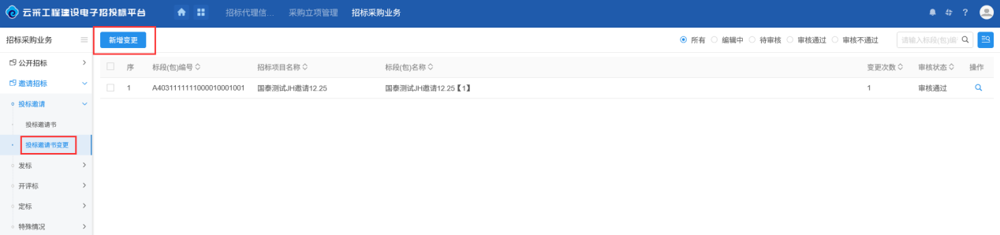 云采工程建设电子招投标平台 招标代理信... 采购立项管理 招标采购业务 ?
招标采购业务 新增变更 所有 编辑中 待审核 审核通过 审核不通过 请输入标段(包)编
公开招标 序 标段(包)编号 招标项目名称 标段(包)名称 变更次数 审核状态 操作
邀请招标
1 A4031111111000010001001 国泰测试JH邀请12.25 国泰测试JH邀请12.25【1】 1 审核通过
投标邀请
投标邀请书
投标邀请书变更
发标
开评标
定标
特殊情况